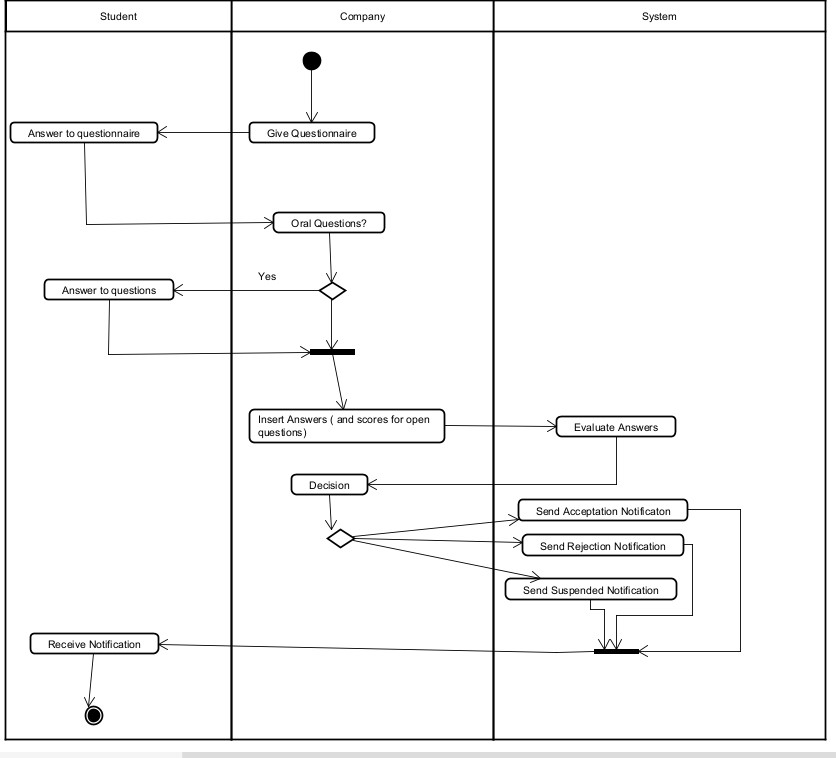 Student
Company
System
Give Questionnaire
Answer to questionnaire
Oral Questions?
Yes
Answer to questions
Insert Answers ( and scores for open
questions)
Evaluate Answers
Decision
Send Acceptation Notificaton
Send Rejection Notification
Send Suspended Notification
Receive Notification